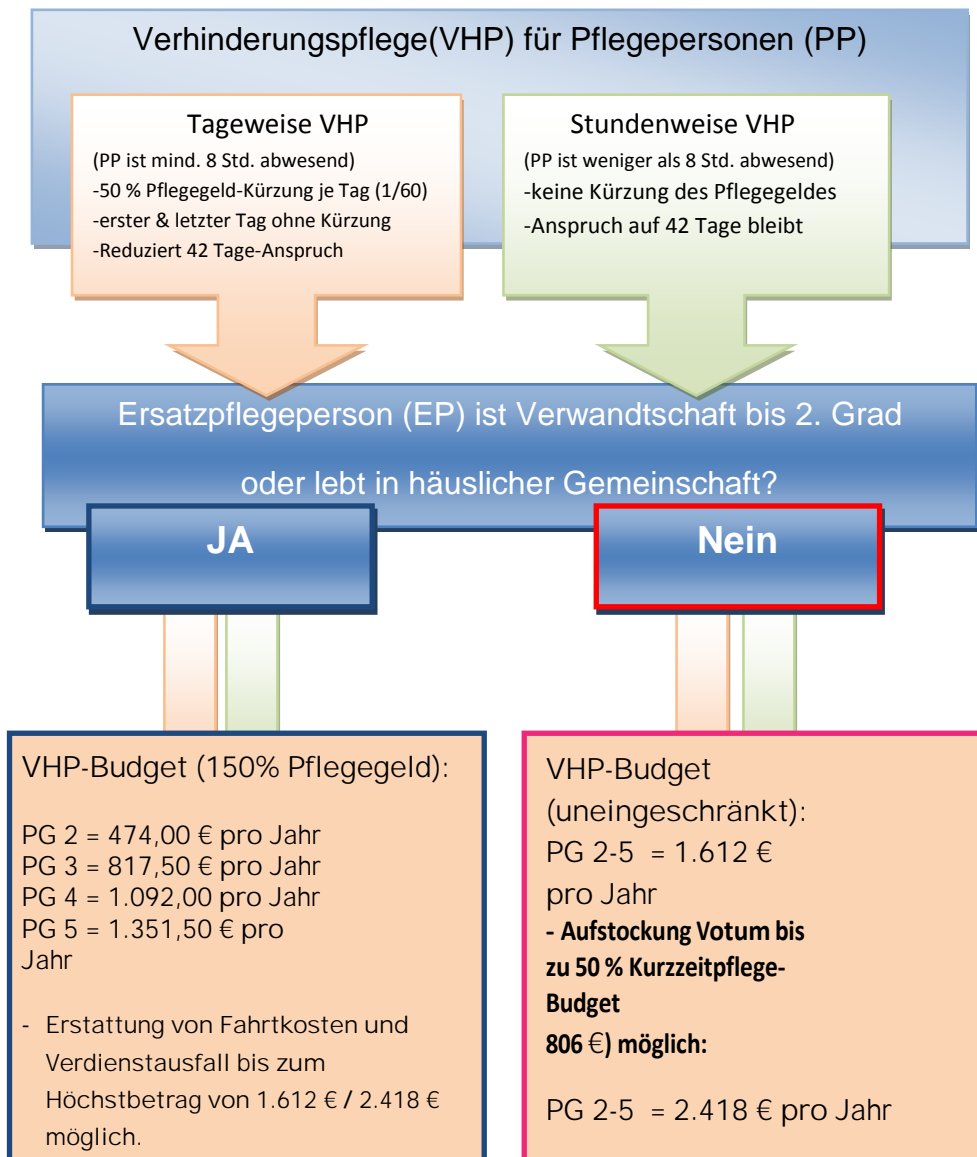 Verhinderungspflege(VHP) für Pflegepersonen (PP)
Tageweise VHP
(PP ist mind. 8 Std. abwesend)
-50 % Pflegegeld-Kürzung je Tag (1/60)
-erster & letzter Tag ohne Kürzung
-Reduziert 42 Tage-Anspruch
Stundenweise VHP
(PP ist weniger als 8 Std. abwesend)
-keine Kürzung des Pflegegeldes
-Anspruch auf 42 Tage bleibt
Ersatzpflegeperson (EP) ist Verwandtschaft bis 2. Grad
oder lebt in häuslicher Gemeinschaft?
JA
Nein
VHP-Budget (150% Pflegegeld):
PG 2 = 474,00 € pro Jahr
PG 3 = 817,50 € pro Jahr
PG 4 = 1.092,00 pro Jahr
PG 5 = 1.351,50 € pro
Jahr
- Erstattung von Fahrtkosten und
Verdienstausfall bis zum
Höchstbetrag von 1.612 € / 2.418 €
möglich.
VHP-Budget
(uneingeschränkt):
PG 2-5 = 1.612 €
pro Jahr
- Aufstockung Votum bis
zu 50 % Kurzzeitpflege-
Budget
806 €) möglich:
PG 2-5 = 2.418 € pro Jahr